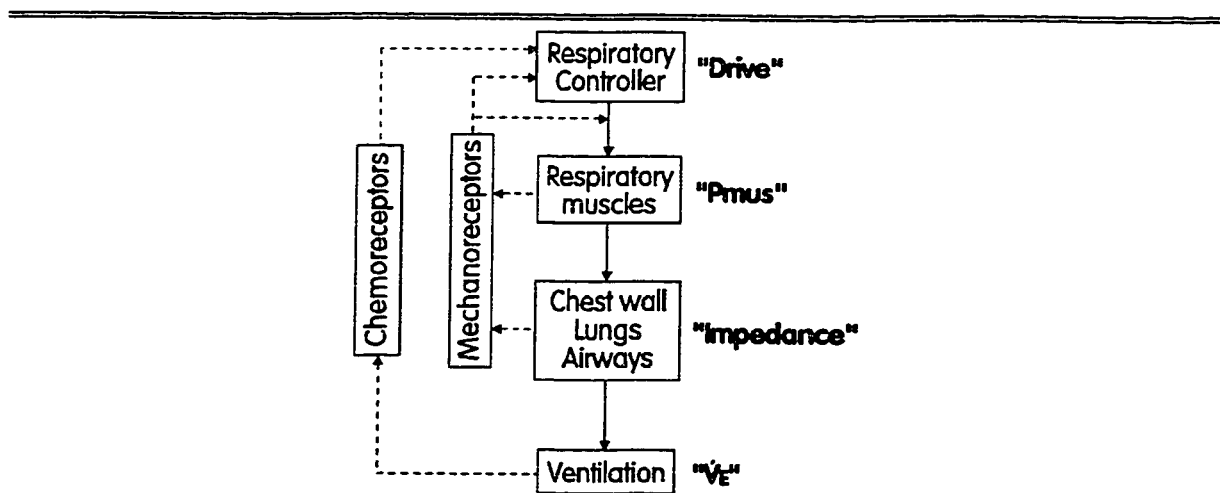 Respiratory
Controller
"Drive"
Chemoreceptors
Mechanoreceptors
Respiratory
muscles
"Pmus"
Chest wall
Lungs
Airways
"Impedance"
Ventilation
"V̇E"